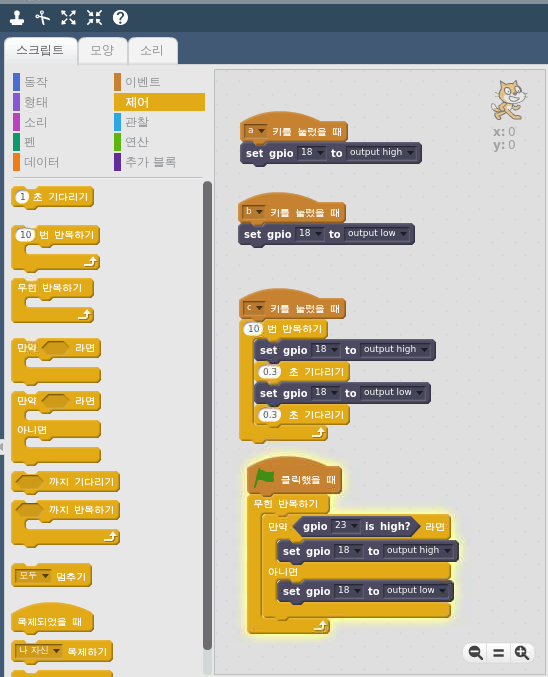 스크립트 모양 소리
동작 이벤트
형태 제어
소리 관찰
펜 연산
데이터 추가 블록
1 초 기다리기
10 번 반복하기
무한 반복하기
만약 라면
만약 라면
아니면
까지 기다리기
까지 반복하기
모두 멈추기
복제되었을 때
나 자신 복제하기
x: 0
y: 0
a 키를 눌렀을 때
set gpio 18 to output high
b 키를 눌렀을 때
set gpio 18 to output low
c 키를 눌렀을 때
10 번 반복하기
set gpio 18 to output high
0.3 초 기다리기
set gpio 18 to output low
0.3 초 기다리기
클릭했을 때
무한 반복하기
만약 gpio 23 is high? 라면
set gpio 18 to output high
아니면
set gpio 18 to output low